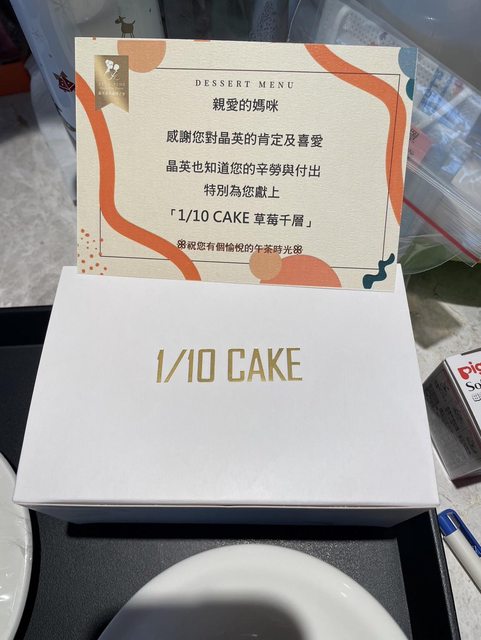 DESSERT MENU
親愛的媽咪
感謝您對晶英的肯定及喜愛
晶英也知道您的辛勞與付出
特別為您獻上
「1/10 CAKE 草莓千層」
祝您有個愉悅的午茶時光
1/10 CAKE
pig
So